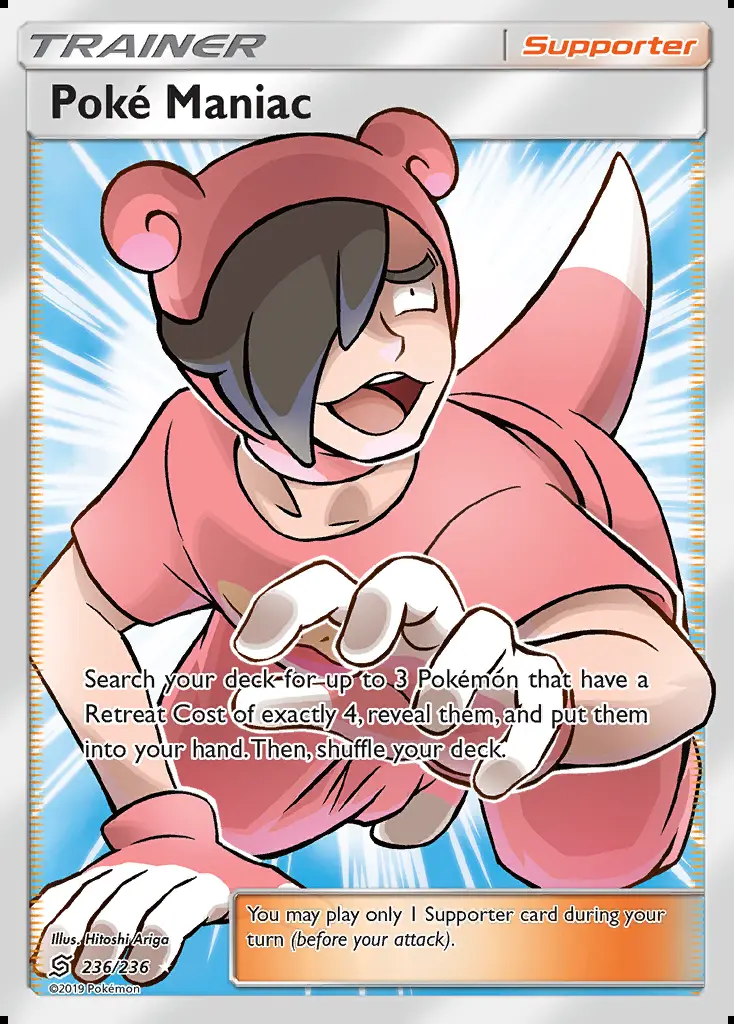 TRAINER
Supporter
Poké Maniac
Search your deck for up to 3 Pokémon that have a
Retreat Cost of exactly 4, reveal them, and put them
into your hand. Then, shuffle your deck.
You may play only 1 Supporter card during your
turn (before your attack).
Illus. Hitoshi Ariga
236/236
©2019 Pokémon